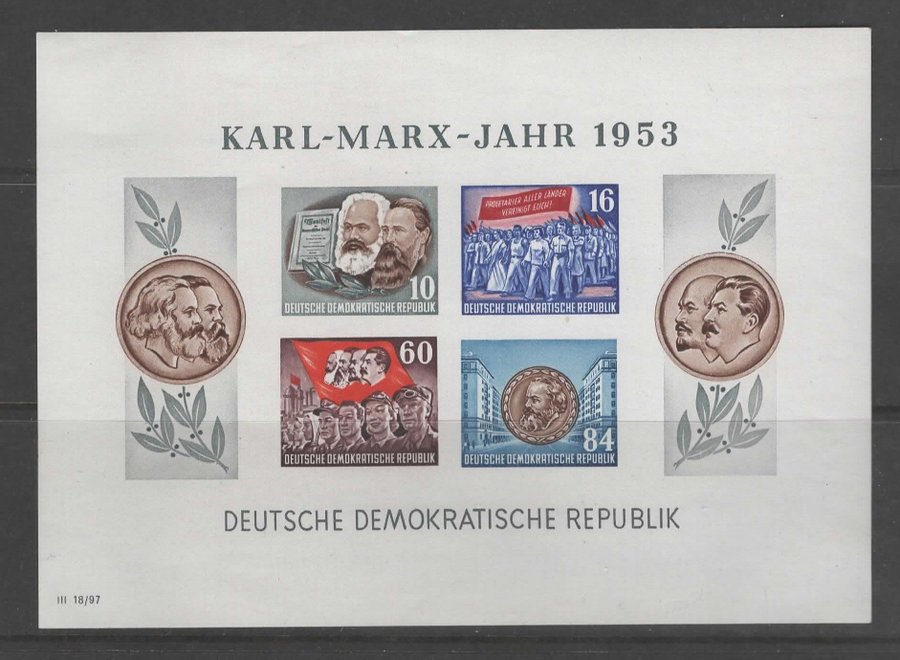 KARL-MARX-JAHR 1953
Manifest
10
DEUTSCHE DEMOKRATISCHE REPUBLIK
PROLETARIER ALLER LÄNDER
VEREINIGT EUCH!
16
DEUTSCHE DEMOKRATISCHE REPUBLIK
60
DEUTSCHE DEMOKRATISCHE REPUBLIK
84
DEUTSCHE DEMOKRATISCHE REPUBLIK
DEUTSCHE DEMOKRATISCHE REPUBLIK
III 18/97